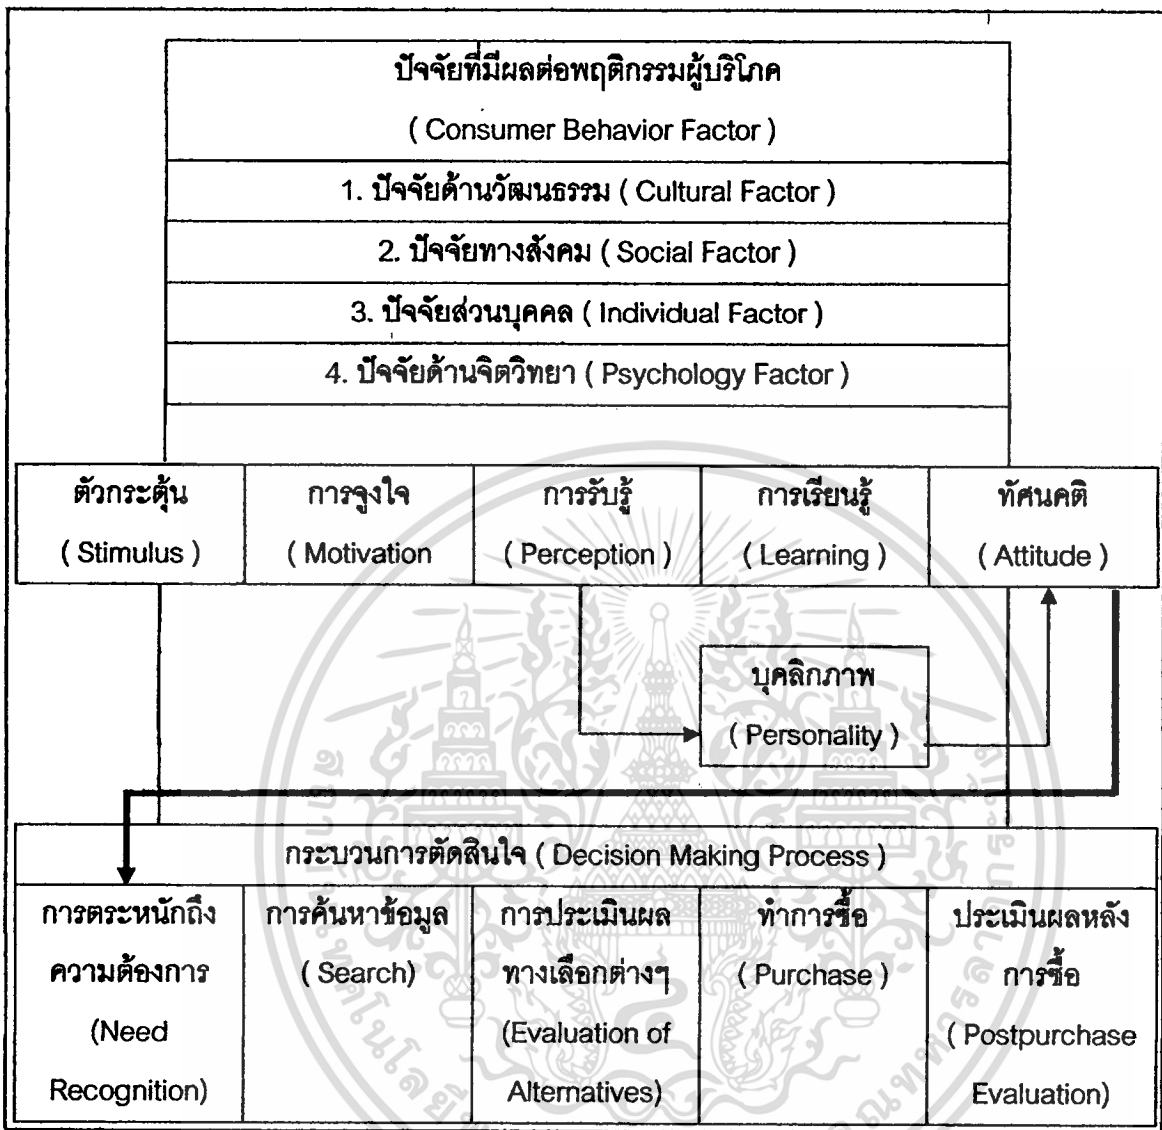 ปัจจัยที่มีผลต่อพฤติกรรมผู้บริโภค
( Consumer Behavior Factor )
1. ปัจจัยด้านวัฒนธรรม ( Cultural Factor )
2. ปัจจัยทางสังคม ( Social Factor )
3. ปัจจัยส่วนบุคคล ( Individual Factor )
4. ปัจจัยด้านจิตวิทยา ( Psychology Factor )
ตัวกระตุ้น
( Stimulus )
การจูงใจ
( Motivation
การรับรู้
( Perception )
การเรียนรู้
( Learning )
ทัศนคติ
( Attitude )
บุคลิกภาพ
( Personality )
กระบวนการตัดสินใจ ( Decision Making Process )
การตระหนักถึง
ความต้องการ
(Need
Recognition)
การค้นหาข้อมูล
( Search)
การประเมินผล
ทางเลือกต่างๆ
(Evaluation of
Alternatives)
ทำการซื้อ
( Purchase )
ประเมินผลหลัง
การซื้อ
( Postpurchase
Evaluation)